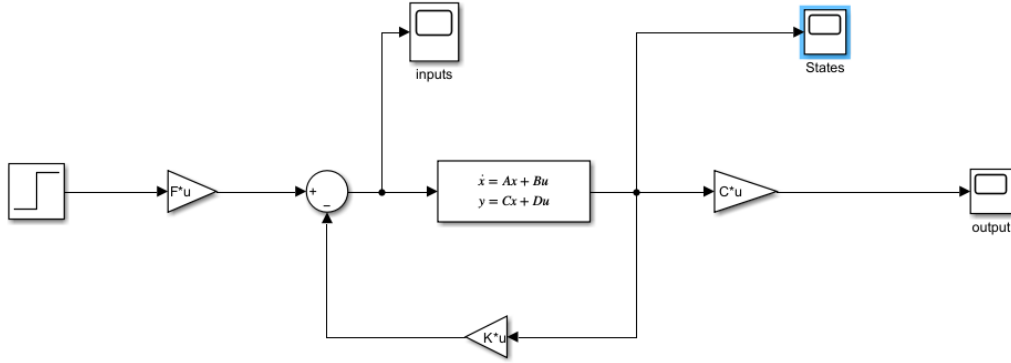 inputs
States
F*u
+
−
ẋ = Ax + Bu
y = Cx + Du
C*u
output
K*u